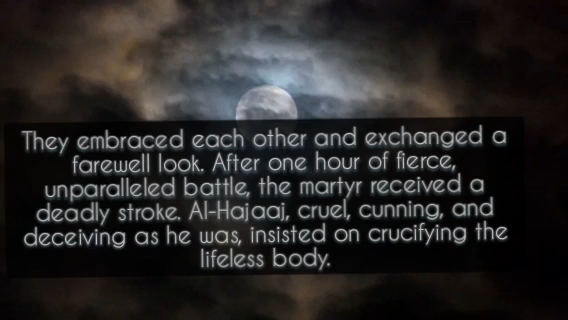 They embraced each other and exchanged a
farewell look. After one hour of fierce,
unparalleled battle, the martyr received a
deadly stroke. Al-Hajaaj, cruel, cunning, and
deceiving as he was, insisted on crucifying the
lifeless body.